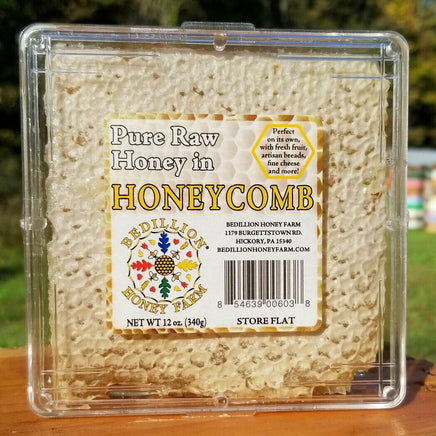 Pure Raw
Honey in
HONEYCOMB
Perfect
on its own,
with fresh fruit,
artisan breads,
fine cheese
and more!
BEDILLION HONEY FARM
1179 BURGETTSTOWN RD.
HICKORY, PA 15340
BEDILLIONHONEYFARM.COM
BEDILLION
HONEY FARM
8 54639 00603 8
NET WT 12 oz. (340g)
STORE FLAT